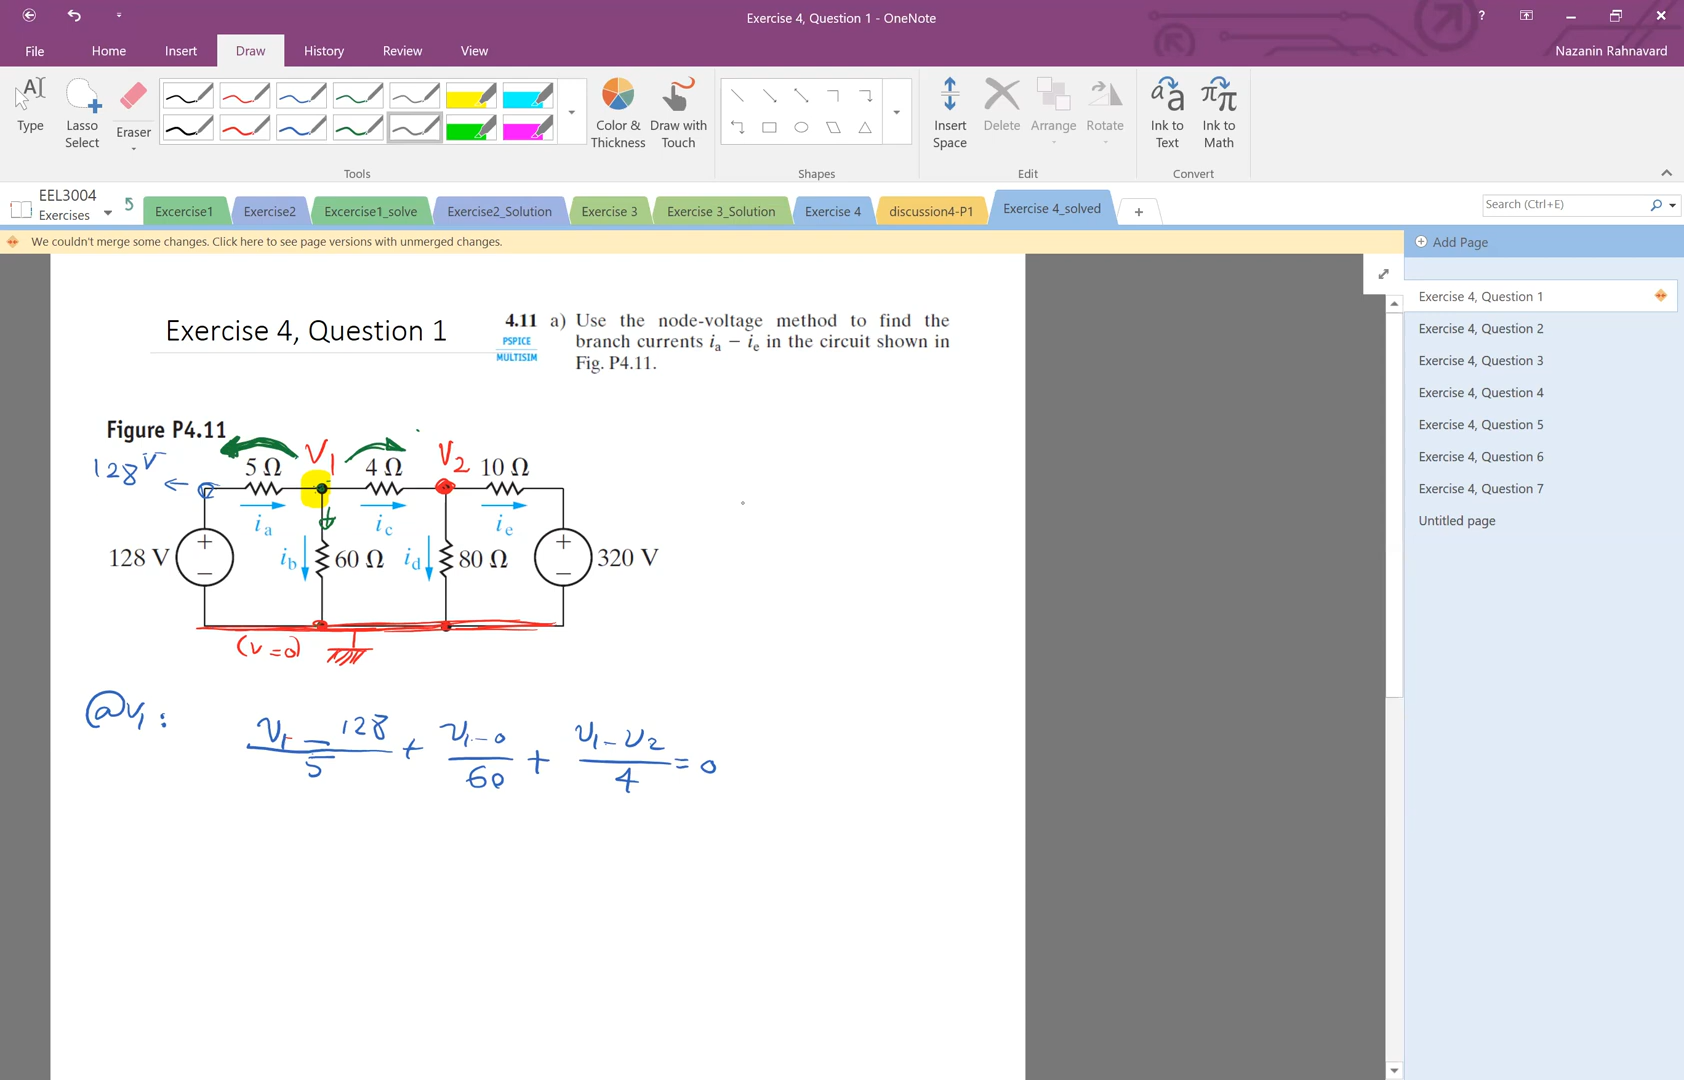 Exercise 4, Question 1 - OneNote
?
Nazanin Rahnavard
File Home Insert Draw History Review View
Type
Lasso Select
Eraser
Color & Thickness
Draw with Touch
Insert Space
Delete
Arrange
Rotate
Ink to Text
Ink to Math
Tools
Shapes
Edit
Convert
EEL3004
Exercises
Excercise1 Exercise2 Excercise1_solve Exercise2_Solution Exercise 3 Exercise 3_Solution Exercise 4 discussion4-P1 Exercise 4_solved +
Search (Ctrl+E)
We couldn't merge some changes. Click here to see page versions with unmerged changes.
Add Page
Exercise 4, Question 1
Exercise 4, Question 2
Exercise 4, Question 3
Exercise 4, Question 4
Exercise 4, Question 5
Exercise 4, Question 6
Exercise 4, Question 7
Untitled page
Exercise 4, Question 1
4.11 a) Use the node-voltage method to find the
PSPICE
branch currents ia − ie in the circuit shown in
MULTISIM
Fig. P4.11.
Figure P4.11
128 V
V1
V2
5 Ω 4 Ω 10 Ω
ia ic ie
128 V + −
ib 60 Ω
id 80 Ω
+ − 320 V
(v=0)
@v1:
v1 − 128 / 5 + v1 − 0 / 60 + v1 − v2 / 4 = 0